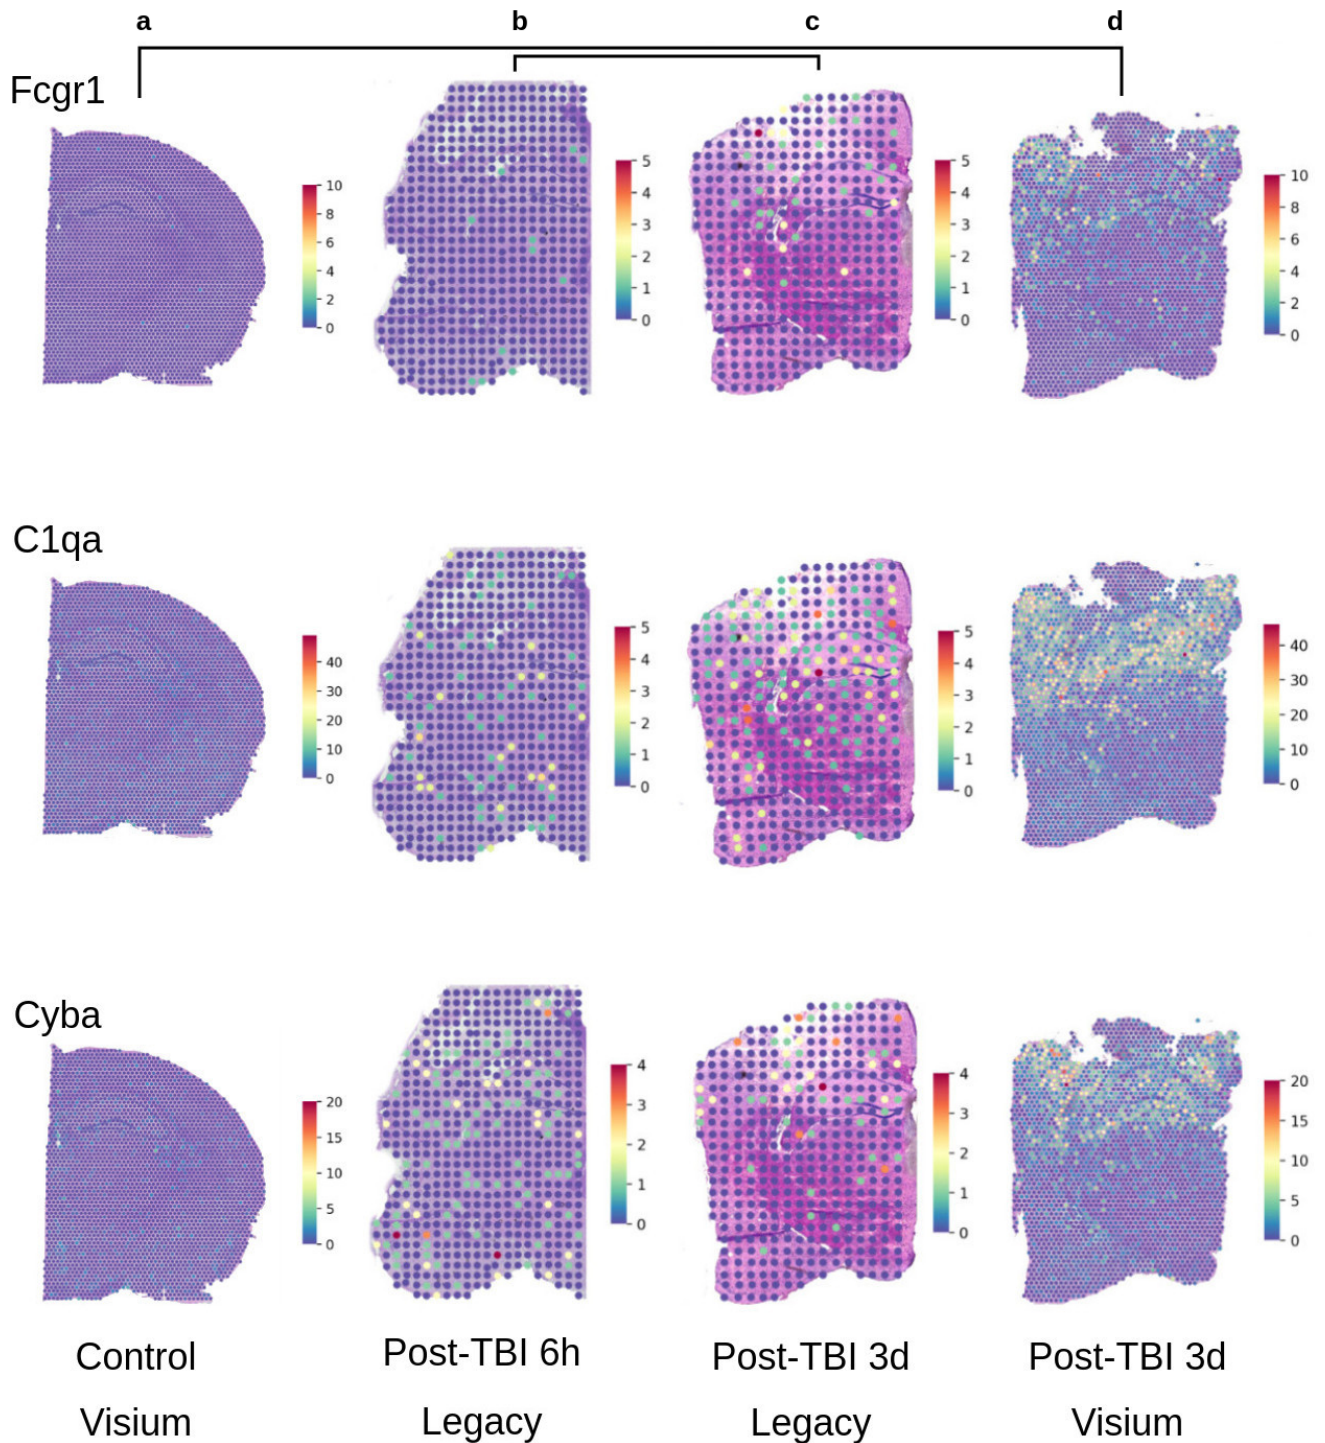 a b c d
Fcgr1
10 8 6 4 2 0
5 4 3 2 1 0
5 4 3 2 1 0
10 8 6 4 2 0
C1qa
40 30 20 10 0
5 4 3 2 1 0
5 4 3 2 1 0
40 30 20 10 0
Cyba
20 15 10 5 0
4 3 2 1 0
4 3 2 1 0
20 15 10 5 0
Control Post-TBI 6h Post-TBI 3d Post-TBI 3d
Visium Legacy Legacy Visium